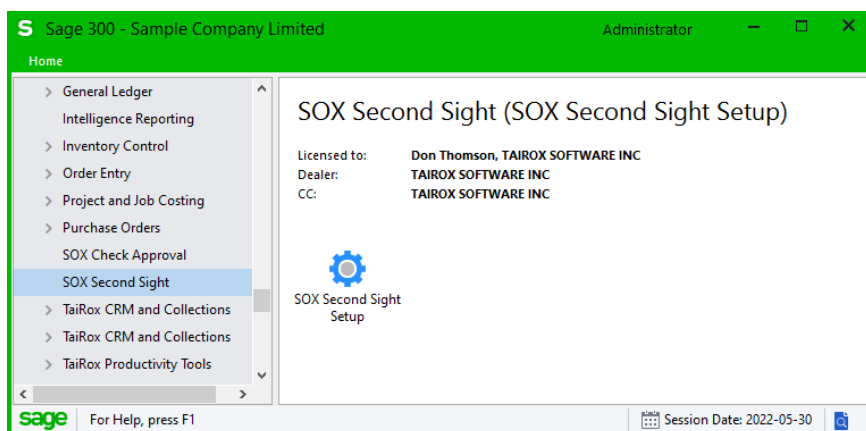 S Sage 300 - Sample Company Limited
Administrator
Home
General Ledger
Intelligence Reporting
Inventory Control
Order Entry
Project and Job Costing
Purchase Orders
SOX Check Approval
SOX Second Sight
TaiRox CRM and Collections
TaiRox CRM and Collections
TaiRox Productivity Tools
SOX Second Sight (SOX Second Sight Setup)
Licensed to: Don Thomson, TAIROX SOFTWARE INC
Dealer: TAIROX SOFTWARE INC
CC: TAIROX SOFTWARE INC
SOX Second Sight
Setup
sage For Help, press F1
Session Date: 2022-05-30